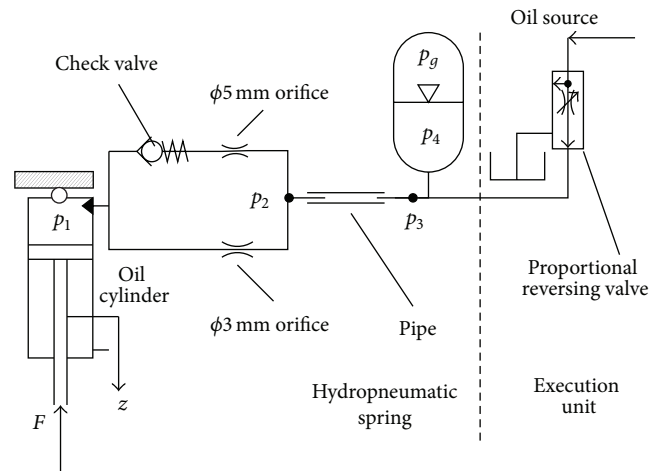 Oil source
Check valve
ϕ5 mm orifice
p_g
p_4
p_1
p_2
p_3
Oil
cylinder
ϕ3 mm orifice
Pipe
Proportional
reversing valve
z
F
Hydropneumatic
spring
Execution
unit